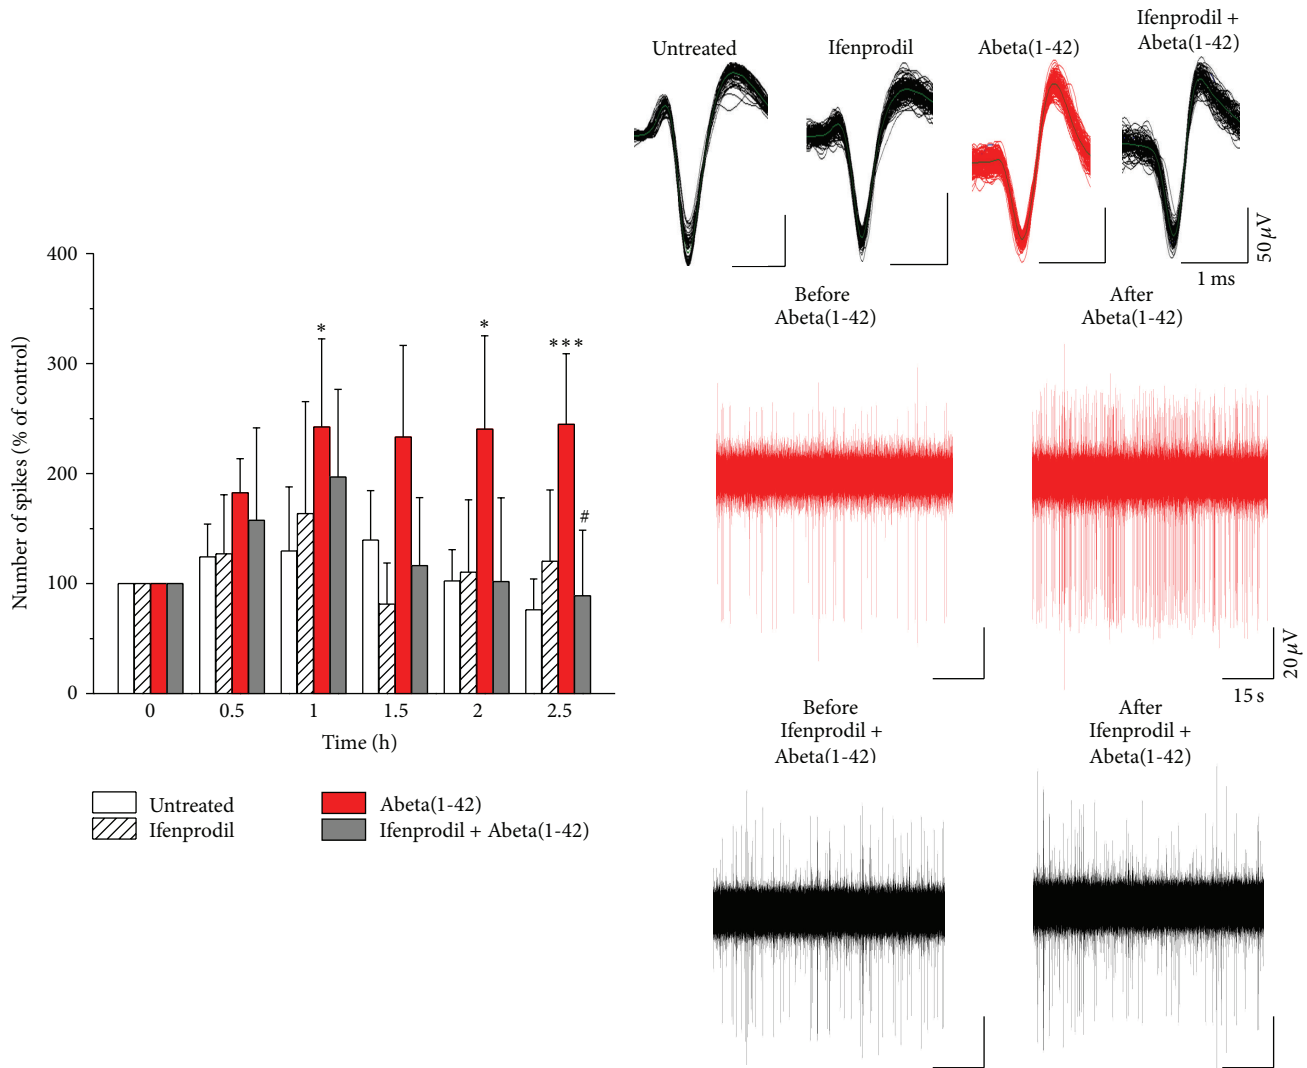 Untreated
Ifenprodil
Abeta(1-42)
Ifenprodil +
Abeta(1-42)
50 μV
1 ms
400
300
200
100
0
Number of spikes (% of control)
*
*
***
#
0 0.5 1 1.5 2 2.5
Time (h)
Untreated
Ifenprodil
Abeta(1-42)
Ifenprodil + Abeta(1-42)
Before
Abeta(1-42)
After
Abeta(1-42)
20 μV
15 s
Before
Ifenprodil +
Abeta(1-42)
After
Ifenprodil +
Abeta(1-42)